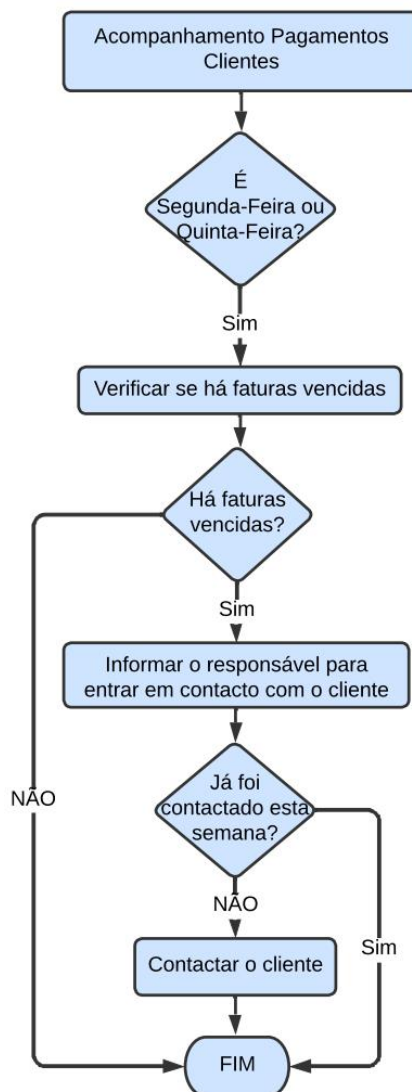 Acompanhamento Pagamentos
Clientes
É
Segunda-Feira ou
Quinta-Feira?
Sim
Verificar se há faturas vencidas
Há faturas
vencidas?
Sim
Informar o responsável para
entrar em contacto com o cliente
Já foi
contactado esta
semana?
NÃO
NÃO
Sim
Contactar o cliente
FIM